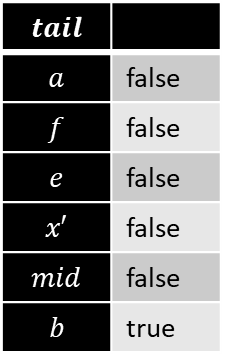 tail
a false
f false
e false
x′ false
mid false
b true